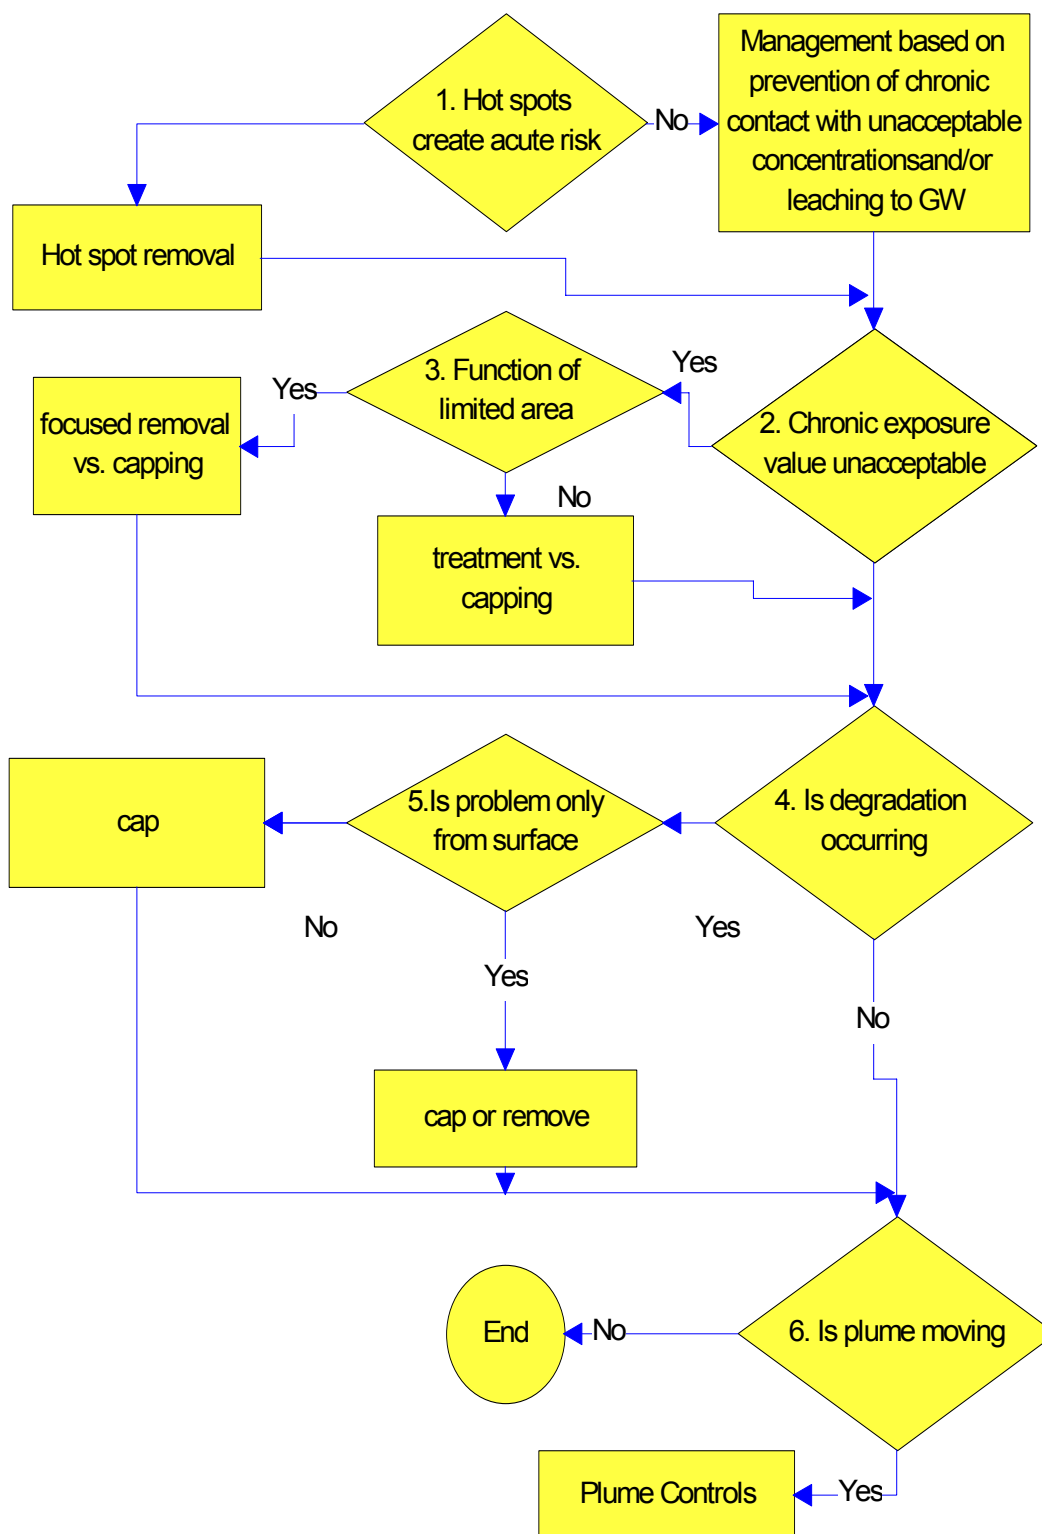 1. Hot spots
create acute risk
No
Management based on
prevention of chronic
contact with unacceptable
concentrationsand/or
leaching to GW
Hot spot removal
3. Function of
limited area
Yes
Yes
2. Chronic exposure
value unacceptable
focused removal
vs. capping
No
treatment vs.
capping
cap
5.Is problem only
from surface
4. Is degradation
occurring
No
Yes
Yes
No
cap or remove
End
No
6. Is plume moving
Plume Controls
Yes